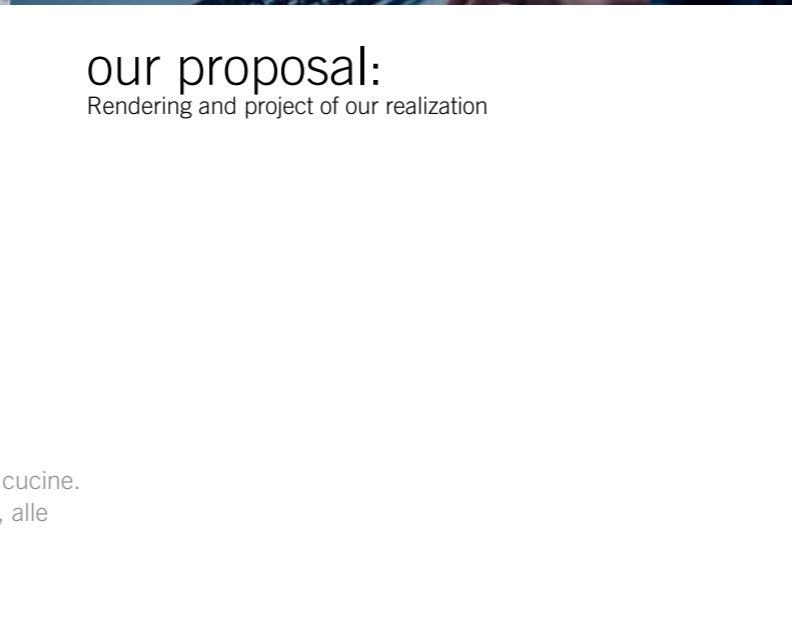 our proposal:
Rendering and project of our realization
cucine.
, alle